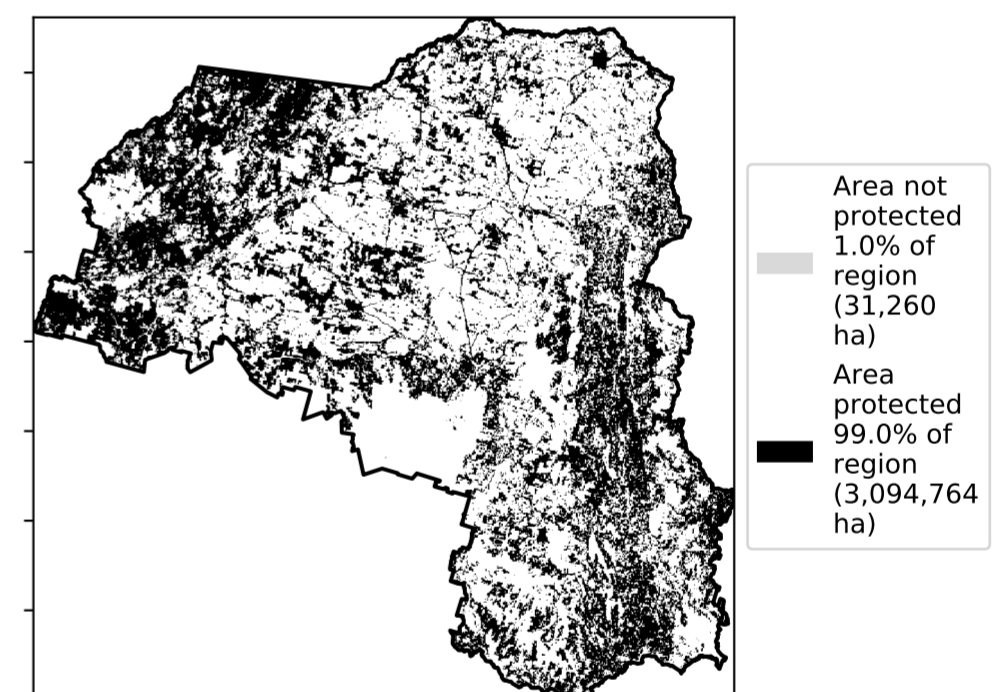 Area not
protected
1.0% of
region
(31,260
ha)
Area
protected
99.0% of
region
(3,094,764
ha)